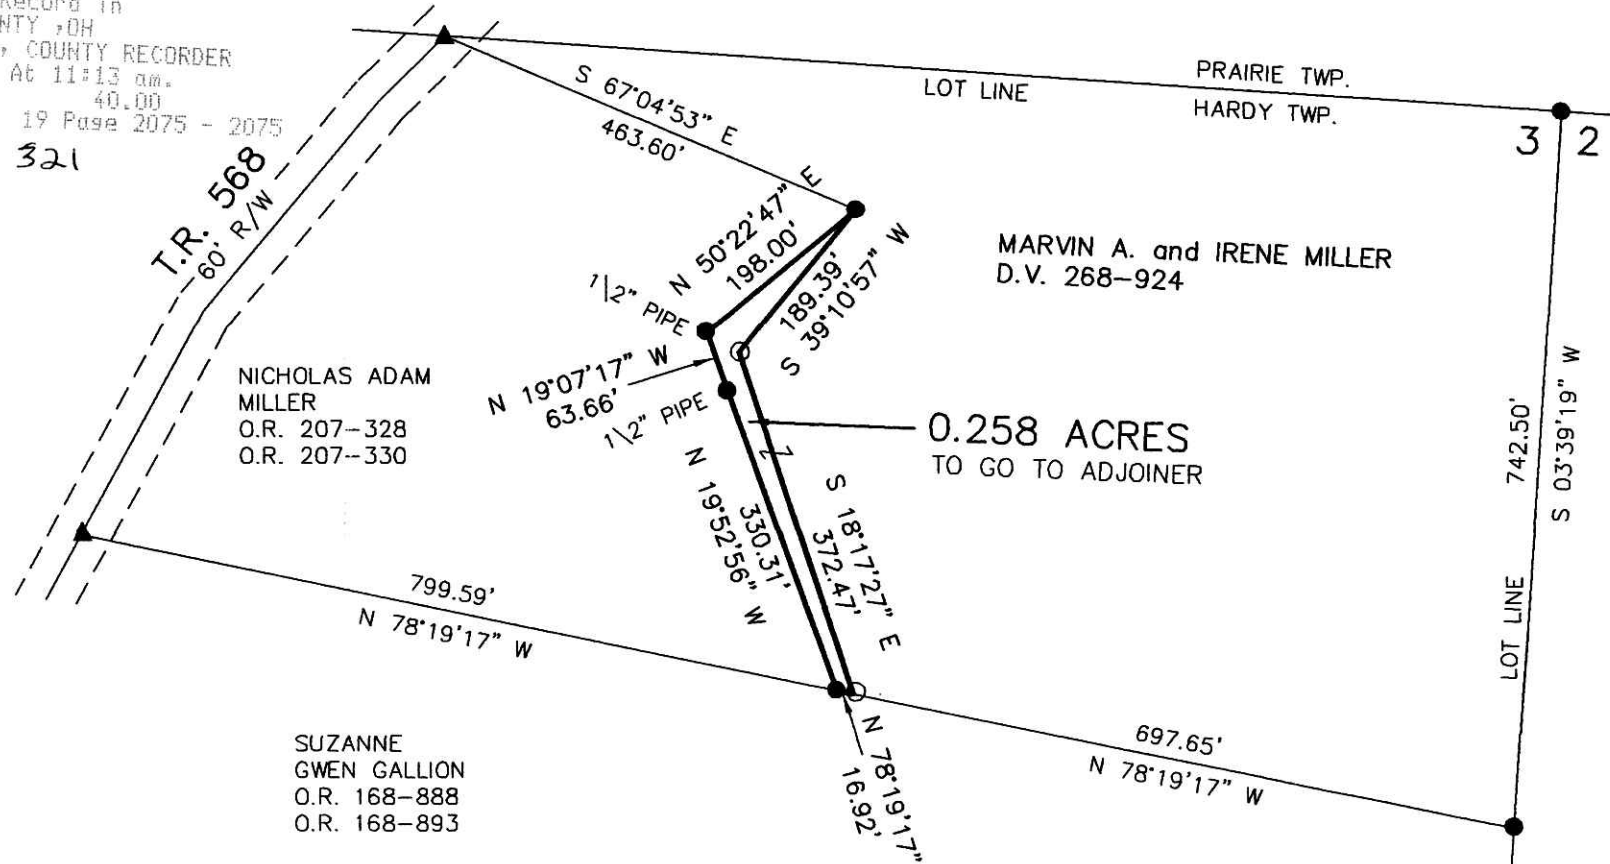 Record in
NTY ,OH
, COUNTY RECORDER
At 11:13 am.
40.00
19 Page 2075 - 2075
321
T.R. 568
60' R/W
S 67°04'53" E
463.60'
LOT LINE
PRAIRIE TWP.
HARDY TWP.
3 2
N 50°22'47" E
198.00'
189.39'
S 39°10'57" W
MARVIN A. and IRENE MILLER
D.V. 268-924
1\2" PIPE
N 19°07'17" W
63.66'
1\2" PIPE
NICHOLAS ADAM
MILLER
O.R. 207-328
O.R. 207-330
0.258 ACRES
TO GO TO ADJOINER
742.50'
S 03°39'19" W
LOT LINE
330.31'
N 19°52'56" W
S 18°17'27" E
372.47'
799.59'
N 78°19'17" W
N 78°19'17"
16.92'
697.65'
N 78°19'17" W
SUZANNE
GWEN GALLION
O.R. 168-888
O.R. 168-893